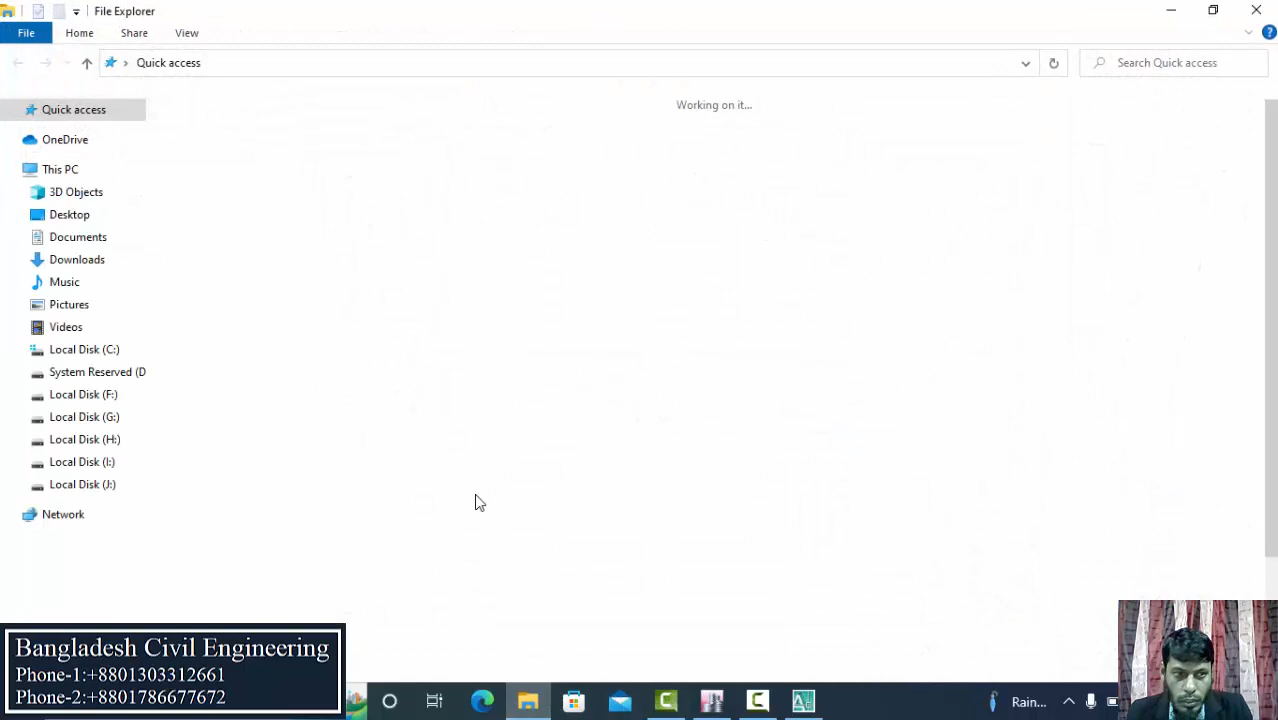 File Explorer
File Home Share View
Quick access
Search Quick access
Working on it...
Quick access
OneDrive
This PC
3D Objects
Desktop
Documents
Downloads
Music
Pictures
Videos
Local Disk (C:)
System Reserved (D
Local Disk (F:)
Local Disk (G:)
Local Disk (H:)
Local Disk (I:)
Local Disk (J:)
Network
Bangladesh Civil Engineering
Phone-1:+8801303312661
Phone-2:+8801786677672
Rain...